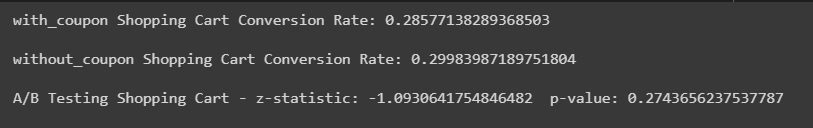 with_coupon Shopping Cart Conversion Rate: 0.28577138289368503
without_coupon Shopping Cart Conversion Rate: 0.29983987189751804
A/B Testing Shopping Cart - z-statistic: -1.0930641754846482  p-value: 0.2743656237537787